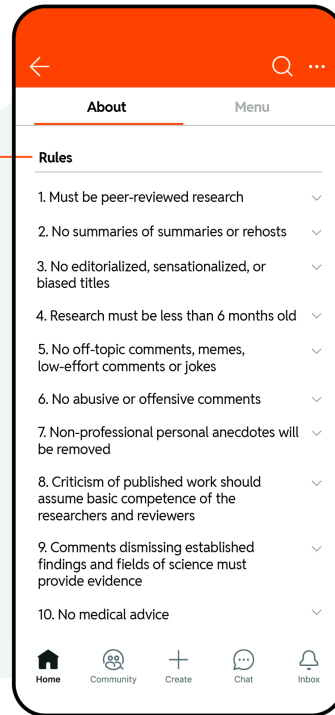 About
Menu
Rules
1. Must be peer-reviewed research
2. No summaries of summaries or rehosts
3. No editorialized, sensationalized, or
biased titles
4. Research must be less than 6 months old
5. No off-topic comments, memes,
low-effort comments or jokes
6. No abusive or offensive comments
7. Non-professional personal anecdotes will
be removed
8. Criticism of published work should
assume basic competence of the
researchers and reviewers
9. Comments dismissing established
findings and fields of science must
provide evidence
10. No medical advice
Home
Community
Create
Chat
Inbox